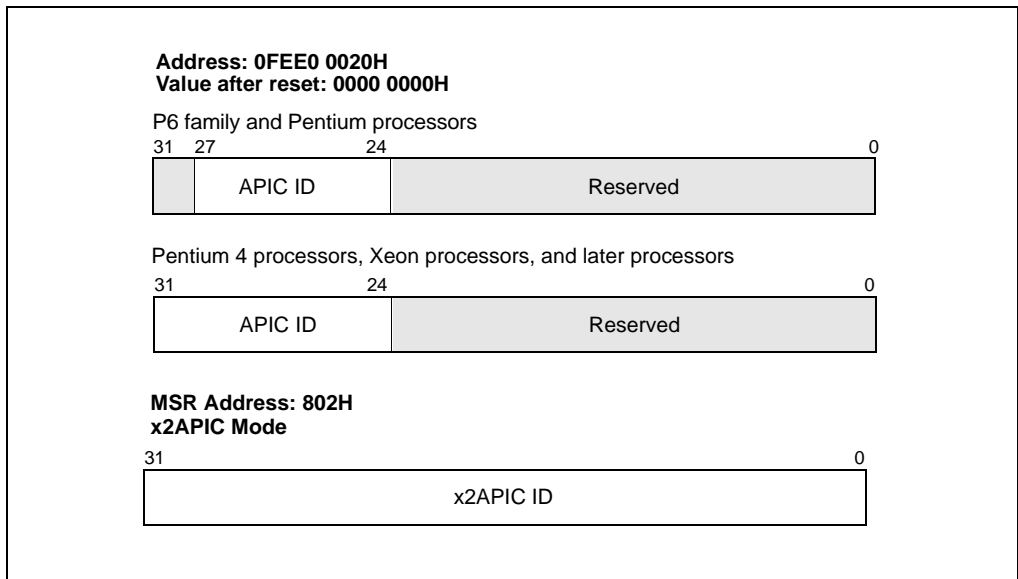 Address: 0FEE0 0020H
Value after reset: 0000 0000H
P6 family and Pentium processors
31 27 24 0
APIC ID Reserved
Pentium 4 processors, Xeon processors, and later processors
31 24 0
APIC ID Reserved
MSR Address: 802H
x2APIC Mode
31 0
x2APIC ID